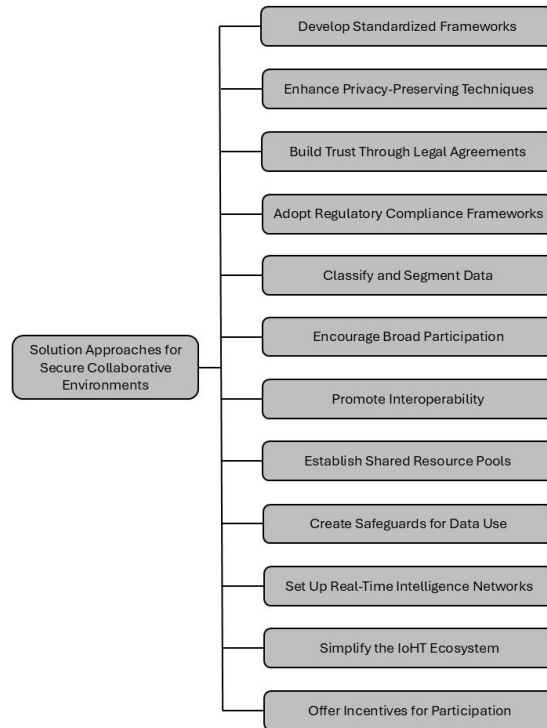 Develop Standardized Frameworks
Enhance Privacy-Preserving Techniques
Build Trust Through Legal Agreements
Adopt Regulatory Compliance Frameworks
Classify and Segment Data
Encourage Broad Participation
Solution Approaches for
Secure Collaborative
Environments
Promote Interoperability
Establish Shared Resource Pools
Create Safeguards for Data Use
Set Up Real-Time Intelligence Networks
Simplify the IoHT Ecosystem
Offer Incentives for Participation